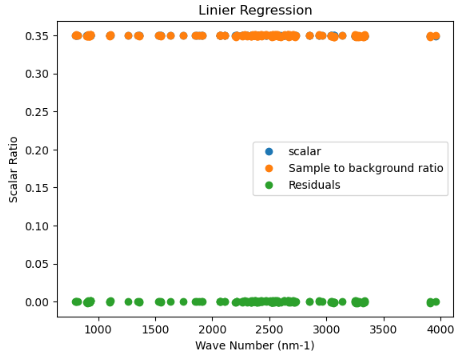 Linier Regression
0.35
0.30
0.25
0.20
0.15
0.10
0.05
0.00
Scalar Ratio
scalar
Sample to background ratio
Residuals
1000 1500 2000 2500 3000 3500 4000
Wave Number (nm-1)